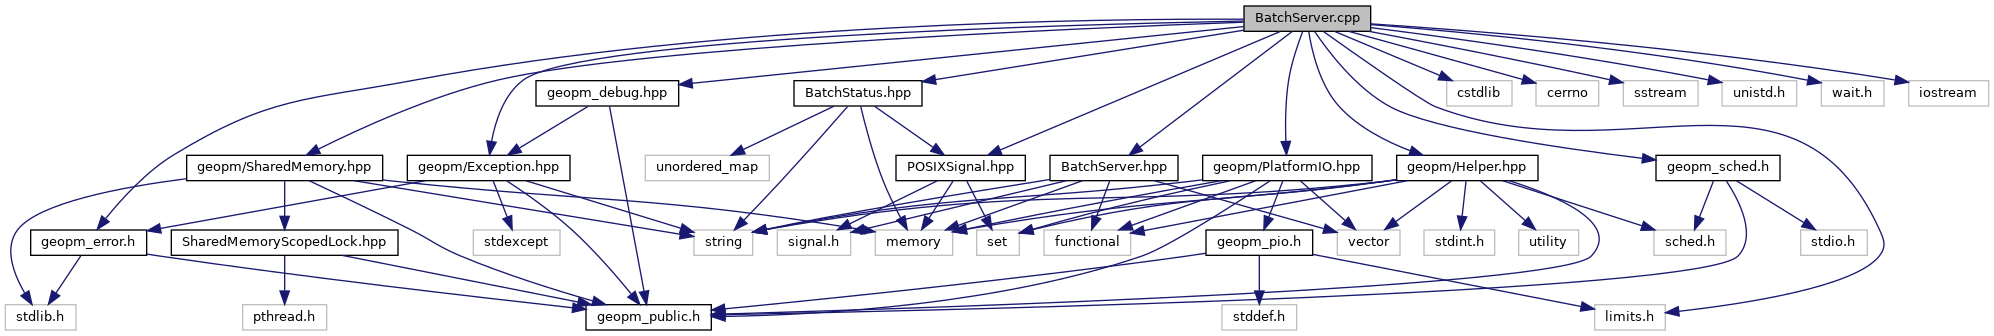 BatchServer.cpp
geopm_debug.hpp
BatchStatus.hpp
cstdlib
cerrno
sstream
unistd.h
wait.h
iostream
geopm/SharedMemory.hpp
geopm/Exception.hpp
unordered_map
POSIXSignal.hpp
BatchServer.hpp
geopm/PlatformIO.hpp
geopm/Helper.hpp
geopm_sched.h
geopm_error.h
SharedMemoryScopedLock.hpp
stdexcept
string
signal.h
memory
set
functional
geopm_pio.h
vector
stdint.h
utility
sched.h
stdio.h
stdlib.h
pthread.h
geopm_public.h
stddef.h
limits.h